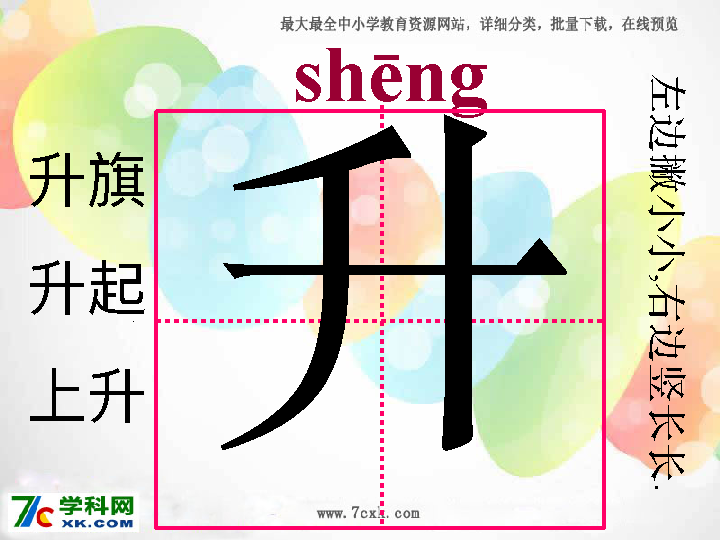 最大最全中小学教育资源网站，详细分类，批量下载，在线预览
shēng
升
升旗
升起
上升
左边撇小小,右边竖长长.
7C学科网
XK.COM
www.7cxk.com